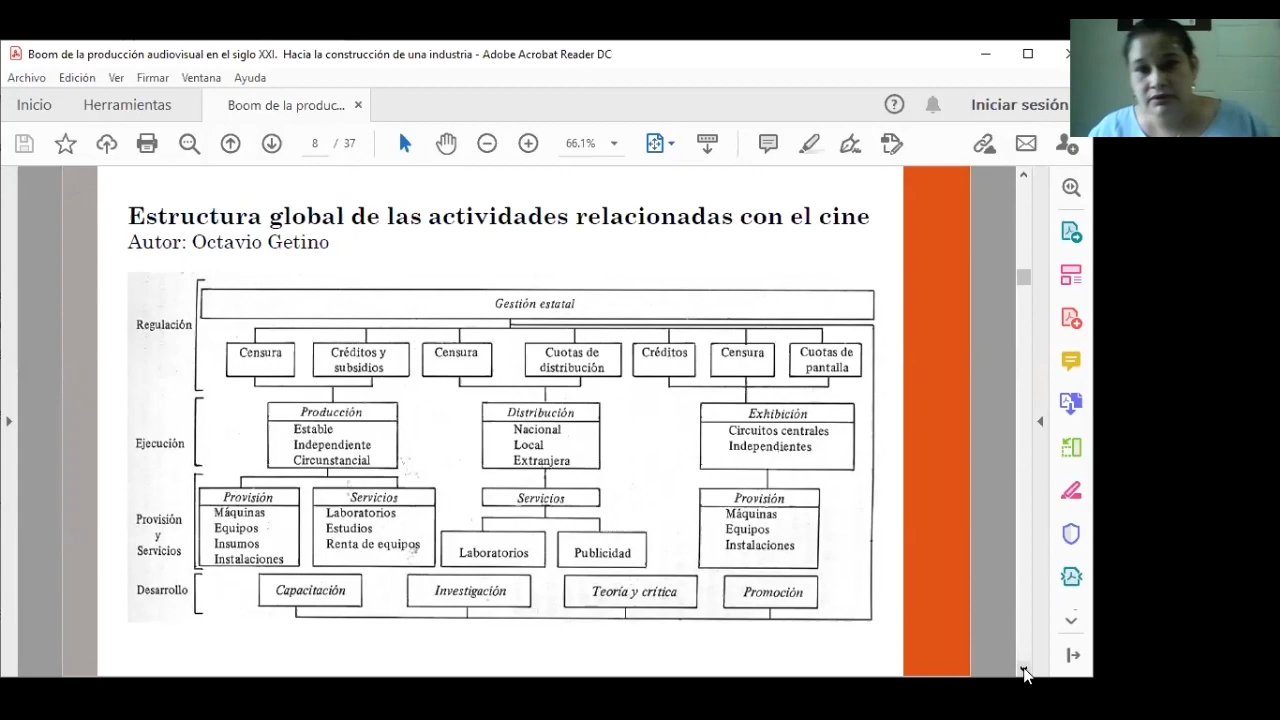 Boom de la producción audiovisual en el siglo XXI. Hacia la construcción de una industria - Adobe Acrobat Reader DC
Archivo Edición Ver Firmar Ventana Ayuda
Inicio Herramientas Boom de la produc... × Iniciar sesión
8 / 37 66.1%
Estructura global de las actividades relacionadas con el cine
Autor: Octavio Getino
Gestión estatal
Regulación
Censura Créditos y subsidios Censura Cuotas de distribución Créditos Censura Cuotas de pantalla
Ejecución
Producción
Estable
Independiente
Circunstancial
Distribución
Nacional
Local
Extranjera
Exhibición
Circuitos centrales
Independientes
Provisión
y
Servicios
Provisión
Máquinas
Equipos
Insumos
Instalaciones
Servicios
Laboratorios
Estudios
Renta de equipos
Servicios
Laboratorios Publicidad
Provisión
Máquinas
Equipos
Instalaciones
Desarrollo
Capacitación Investigación Teoría y crítica Promoción